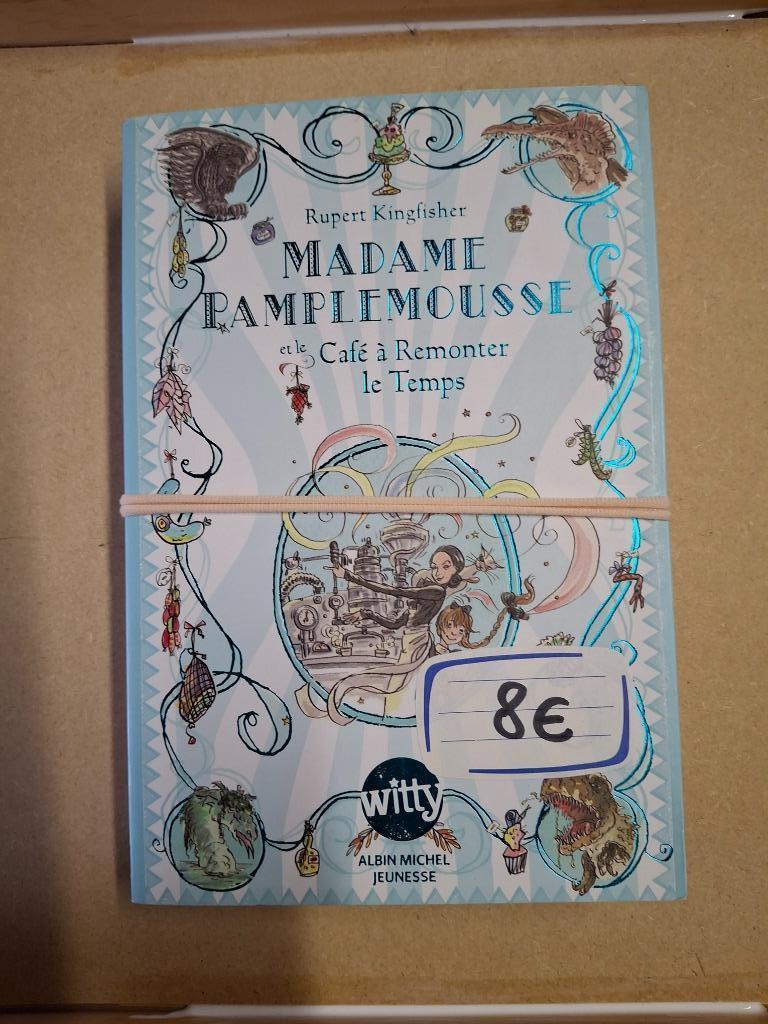 Rupert Kingfisher
MADAME
PAMPLEMOUSSE
et le Café à Remonter
le Temps
8€
witty
ALBIN MICHEL
JEUNESSE